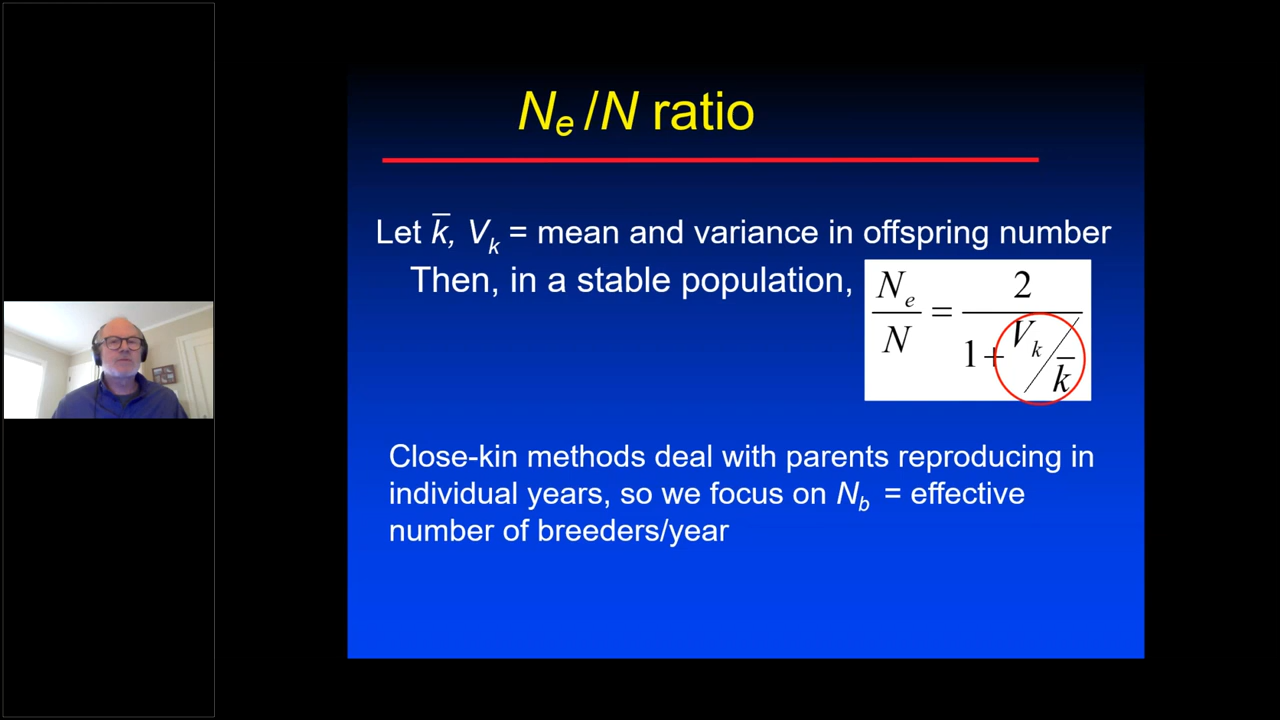 Nₑ /N ratio
Let k̅, Vₖ = mean and variance in offspring number
Then, in a stable population, Nₑ/N = 2/(1+Vₖ/k̅)
Close-kin methods deal with parents reproducing in
individual years, so we focus on N_b = effective
number of breeders/year